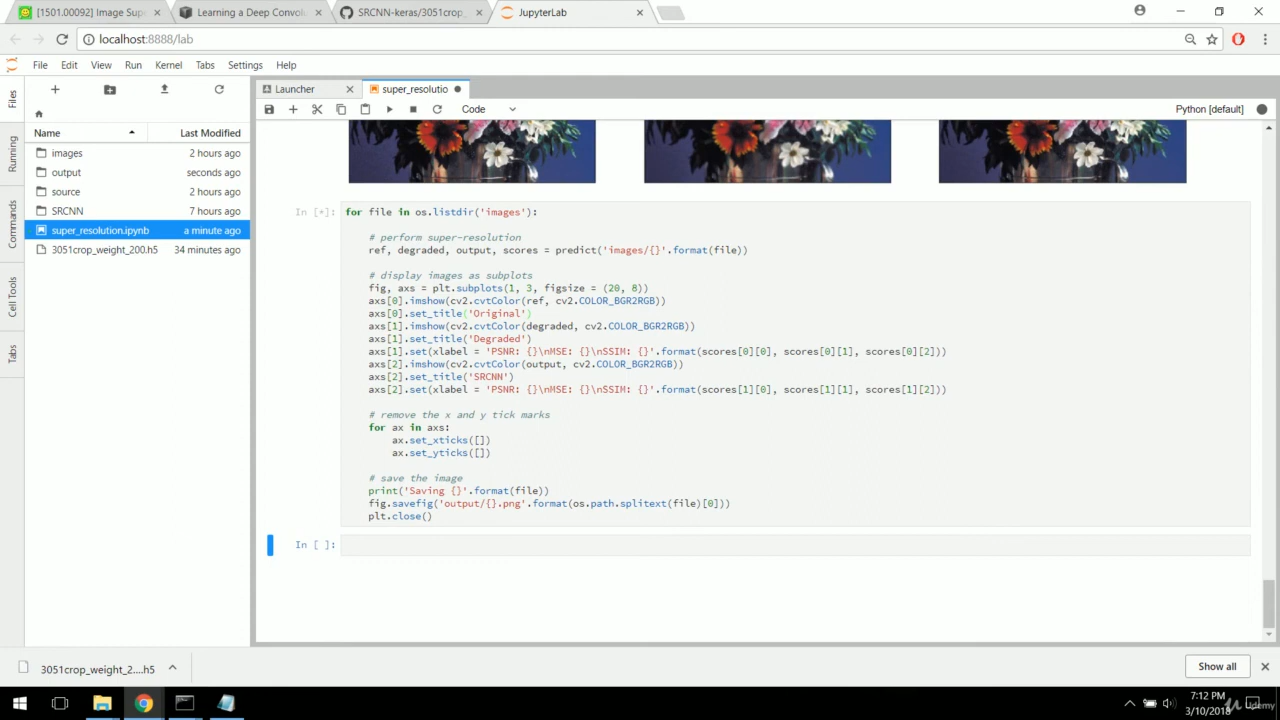 [1501.00092] Image Sup
Learning a Deep Convol
SRCNN-keras/3051crop_
JupyterLab
localhost:8888/lab
File Edit View Run Kernel Tabs Settings Help
Files
Running
Commands
Cell Tools
Tabs
Name Last Modified
images 2 hours ago
output seconds ago
source 2 hours ago
SRCNN 7 hours ago
super_resolution.ipynb a minute ago
3051crop_weight_200.h5 34 minutes ago
Launcher
super_resolutio
Code
Python [default]
In [*]:
for file in os.listdir('images'):
# perform super-resolution
ref, degraded, output, scores = predict('images/{}'.format(file))
# display images as subplots
fig, axs = plt.subplots(1, 3, figsize = (20, 8))
axs[0].imshow(cv2.cvtColor(ref, cv2.COLOR_BGR2RGB))
axs[0].set_title('Original')
axs[1].imshow(cv2.cvtColor(degraded, cv2.COLOR_BGR2RGB))
axs[1].set_title('Degraded')
axs[1].set(xlabel = 'PSNR: {}\nMSE: {}\nSSIM: {}'.format(scores[0][0], scores[0][1], scores[0][2]))
axs[2].imshow(cv2.cvtColor(output, cv2.COLOR_BGR2RGB))
axs[2].set_title('SRCNN')
axs[2].set(xlabel = 'PSNR: {}\nMSE: {}\nSSIM: {}'.format(scores[1][0], scores[1][1], scores[1][2]))
# remove the x and y tick marks
for ax in axs:
ax.set_xticks([])
ax.set_yticks([])
# save the image
print('Saving {}'.format(file))
fig.savefig('output/{}.png'.format(os.path.splitext(file)[0]))
plt.close()
In [ ]:
3051crop_weight_2....h5
Show all
7:12 PM
3/10/2018
Udemy